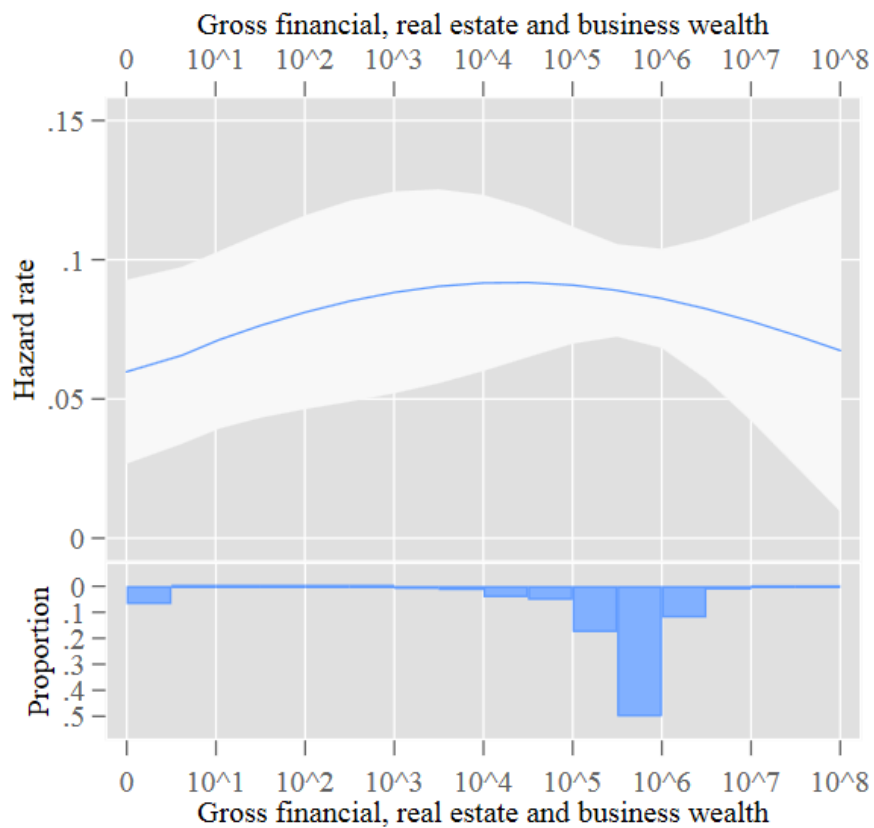 Gross financial, real estate and business wealth
0 10^1 10^2 10^3 10^4 10^5 10^6 10^7 10^8
Hazard rate
.15
.1
.05
0
Proportion
0
.1
.2
.3
.4
.5
0 10^1 10^2 10^3 10^4 10^5 10^6 10^7 10^8
Gross financial, real estate and business wealth